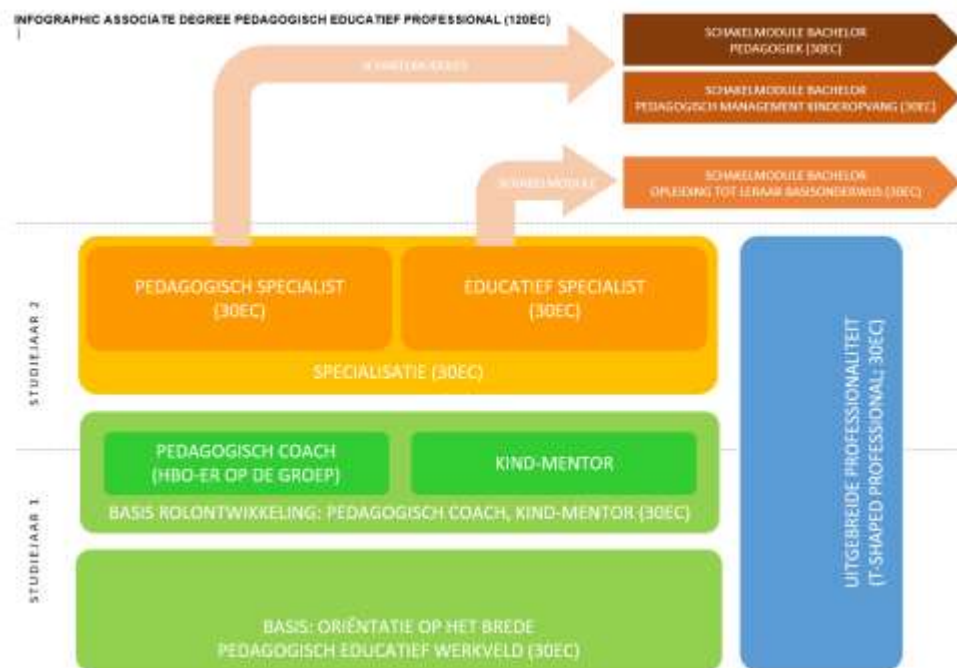 INFOGRAPHIC ASSOCIATE DEGREE PEDAGOGISCH EDUCATIEF PROFESSIONAL (120EC)
SCHAKELMODULE BACHELOR
PEDAGOGIEK (30EC)
SCHAKELMODULES
SCHAKELMODULE BACHELOR
PEDAGOGISCH MANAGEMENT KINDEROPVANG (30EC)
SCHAKELMODULE
SCHAKELMODULE BACHELOR
OPLEIDING TOT LERAAR BASISONDERWIJS (30EC)
STUDIEJAAR 2
PEDAGOGISCH SPECIALIST
(30EC)
EDUCATIEF SPECIALIST
(30EC)
SPECIALISATIE (30EC)
STUDIEJAAR 1
PEDAGOGISCH COACH
(HBO-ER OP DE GROEP)
KIND-MENTOR
BASIS ROLONTWIKKELING: PEDAGOGISCH COACH, KIND-MENTOR (30EC)
BASIS: ORIËNTATIE OP HET BREDE
PEDAGOGISCH EDUCATIEF WERKVELD (30EC)
UITGEBREIDE PROFESSIONALITEIT
(T-SHAPED PROFESSIONAL; 30EC)